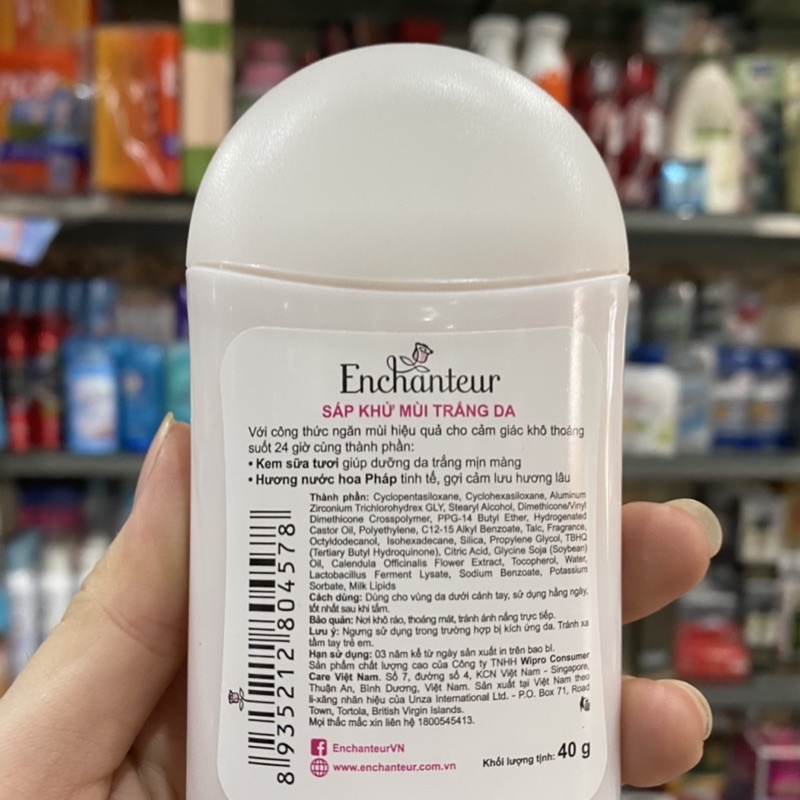 Enchanteur
SÁP KHỬ MÙI TRẮNG DA
Với công thức ngăn mùi hiệu quả cho cảm giác khô thoáng
suốt 24 giờ cùng thành phần:
• Kem sữa tươi giúp dưỡng da trắng mịn màng
• Hương nước hoa Pháp tinh tế, gợi cảm lưu hương lâu
Thành phần: Cyclopentasiloxane, Cyclohexasiloxane, Aluminum
Zirconium Trichlorohydrex GLY, Stearyl Alcohol, Dimethicone/Vinyl
Dimethicone Crosspolymer, PPG-14 Butyl Ether, Hydrogenated
Castor Oil, Polyethylene, C12-15 Alkyl Benzoate, Talc, Fragrance,
Octyldodecanol, Isohexadecane, Silica, Propylene Glycol, TBHQ
(Tertiary Butyl Hydroquinone), Citric Acid, Glycine Soja (Soybean)
Oil, Calendula Officinalis Flower Extract, Tocopherol, Water,
Lactobacillus Ferment Lysate, Sodium Benzoate, Potassium
Sorbate, Milk Lipids
Cách dùng: Dùng cho vùng da dưới cánh tay, sử dụng hằng ngày,
tốt nhất sau khi tắm.
Bảo quản: Nơi khô ráo, thoáng mát, tránh ánh nắng trực tiếp.
Lưu ý: Ngưng sử dụng trong trường hợp bị kích ứng da. Tránh xa
tầm tay trẻ em.
Hạn sử dụng: 03 năm kể từ ngày sản xuất in trên bao bì.
Sản phẩm chất lượng cao của Công ty TNHH Wipro Consumer
Care Việt Nam. Số 7, đường số 4, KCN Việt Nam - Singapore,
Thuận An, Bình Dương, Việt Nam. Sản xuất tại Việt Nam theo
li-xăng nhãn hiệu của Unza International Ltd. - P.O. Box 71, Road
Town, Tortola, British Virgin Islands.
Mọi thắc mắc xin liên hệ 1800545413.
8 935212 804578
EnchanteurVN
www.enchanteur.com.vn
Khối lượng tịnh: 40 g